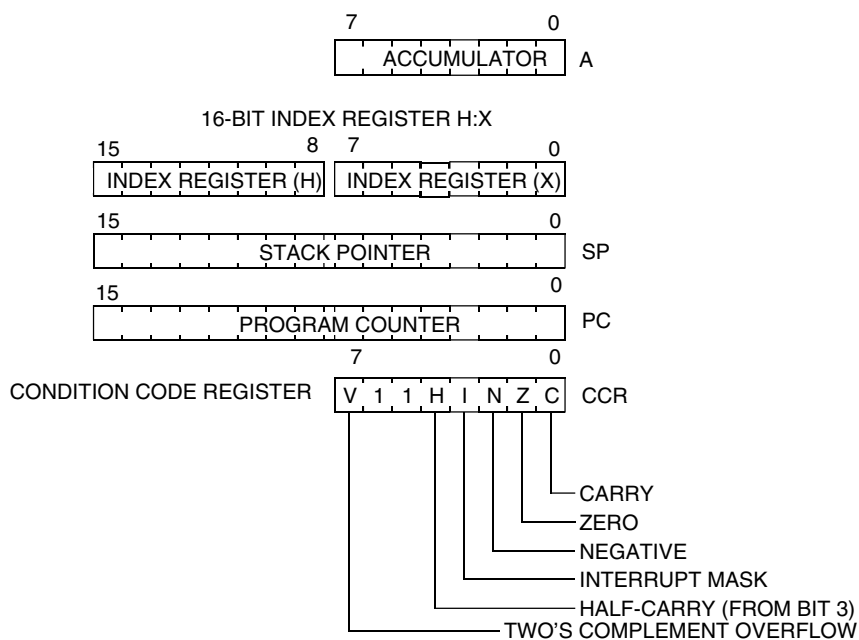 7 0
ACCUMULATOR A
16-BIT INDEX REGISTER H:X
15 8 7 0
INDEX REGISTER (H) INDEX REGISTER (X)
15 0
STACK POINTER SP
15 0
PROGRAM COUNTER PC
7 0
CONDITION CODE REGISTER V 1 1 H I N Z C CCR
CARRY
ZERO
NEGATIVE
INTERRUPT MASK
HALF-CARRY (FROM BIT 3)
TWO'S COMPLEMENT OVERFLOW